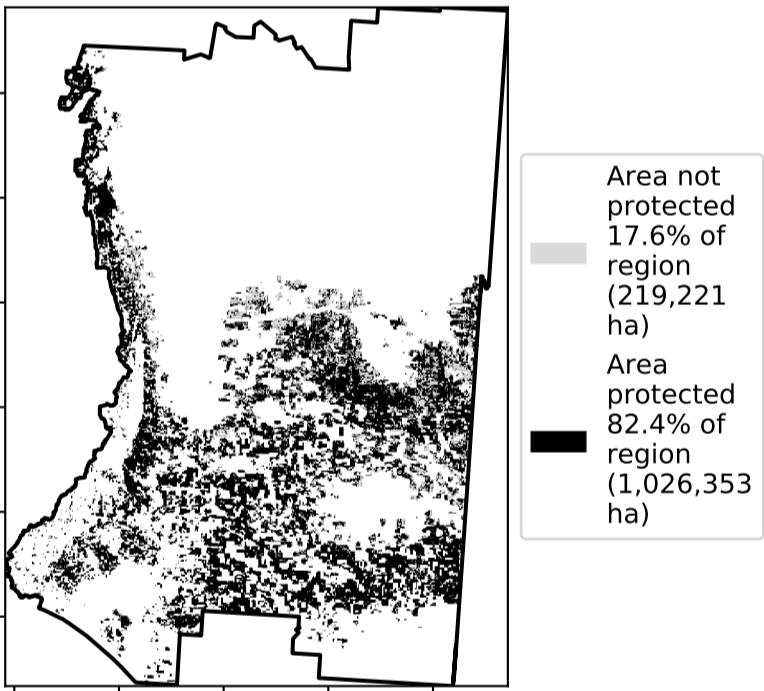 Area not
protected
17.6% of
region
(219,221
ha)
Area
protected
82.4% of
region
(1,026,353
ha)